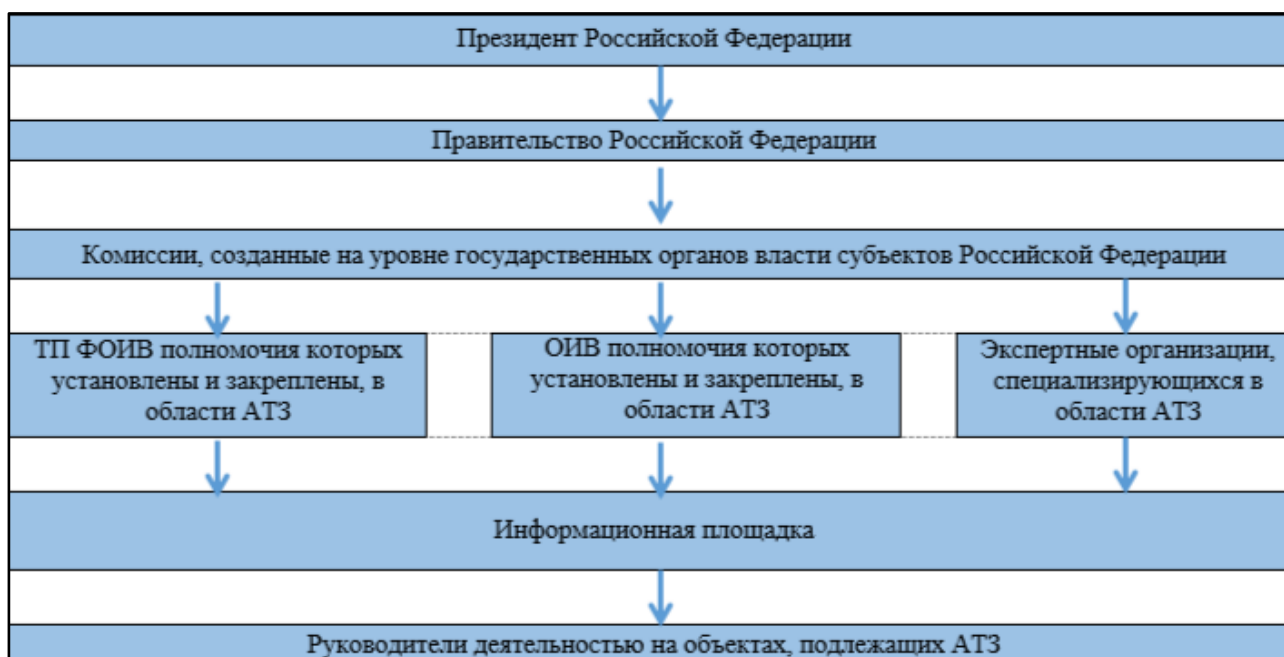 Президент Российской Федерации
Правительство Российской Федерации
Комиссии, созданные на уровне государственных органов власти субъектов Российской Федерации
ТП ФОИВ полномочия которых
установлены и закреплены, в
области АТЗ
ОИВ полномочия которых
установлены и закреплены, в
области АТЗ
Экспертные организации,
специализирующихся в
области АТЗ
Информационная площадка
Руководители деятельностью на объектах, подлежащих АТЗ